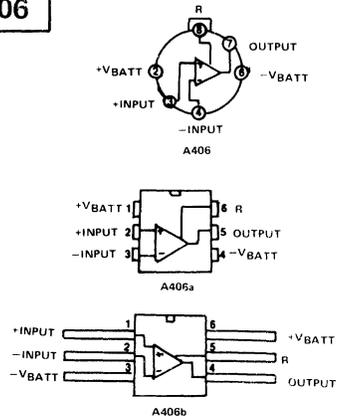 06
R
8
7 OUTPUT
+VBATT 2 6 -VBATT
+INPUT 3
4
-INPUT
A406
+VBATT 1 6 R
+INPUT 2 5 OUTPUT
-INPUT 3 4 -VBATT
A406a
+INPUT 1 6 +VBATT
-INPUT 2 5 R
-VBATT 3 4 OUTPUT
A406b